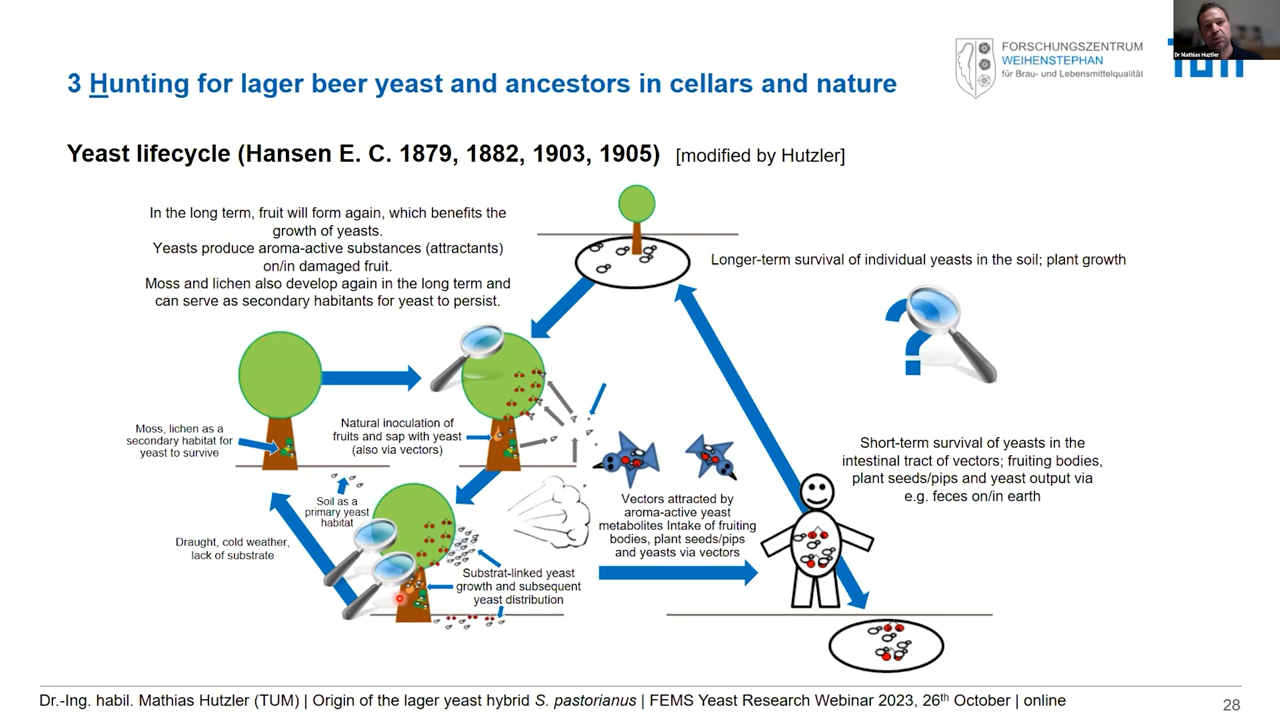 Dr Mathias Hutzler
FORSCHUNGSZENTRUM
WEIHENSTEPHAN
für Brau- und Lebensmittelqualität
TUM
3 Hunting for lager beer yeast and ancestors in cellars and nature
Yeast lifecycle (Hansen E. C. 1879, 1882, 1903, 1905) [modified by Hutzler]
In the long term, fruit will form again, which benefits the
growth of yeasts.
Yeasts produce aroma-active substances (attractants)
on/in damaged fruit.
Moss and lichen also develop again in the long term and
can serve as secondary habitants for yeast to persist.
Longer-term survival of individual yeasts in the soil; plant growth
?
Moss, lichen as a
secondary habitat for
yeast to survive
Natural inoculation of
fruits and sap with yeast
(also via vectors)
Short-term survival of yeasts in the
intestinal tract of vectors; fruiting bodies,
plant seeds/pips and yeast output via
e.g. feces on/in earth
Soil as a
primary yeast
habitat
Vectors attracted by
aroma-active yeast
metabolites Intake of fruiting
bodies, plant seeds/pips
and yeasts via vectors
Draught, cold weather,
lack of substrate
Substrat-linked yeast
growth and subsequent
yeast distribution
Dr.-Ing. habil. Mathias Hutzler (TUM) | Origin of the lager yeast hybrid S. pastorianus | FEMS Yeast Research Webinar 2023, 26th October | online
28